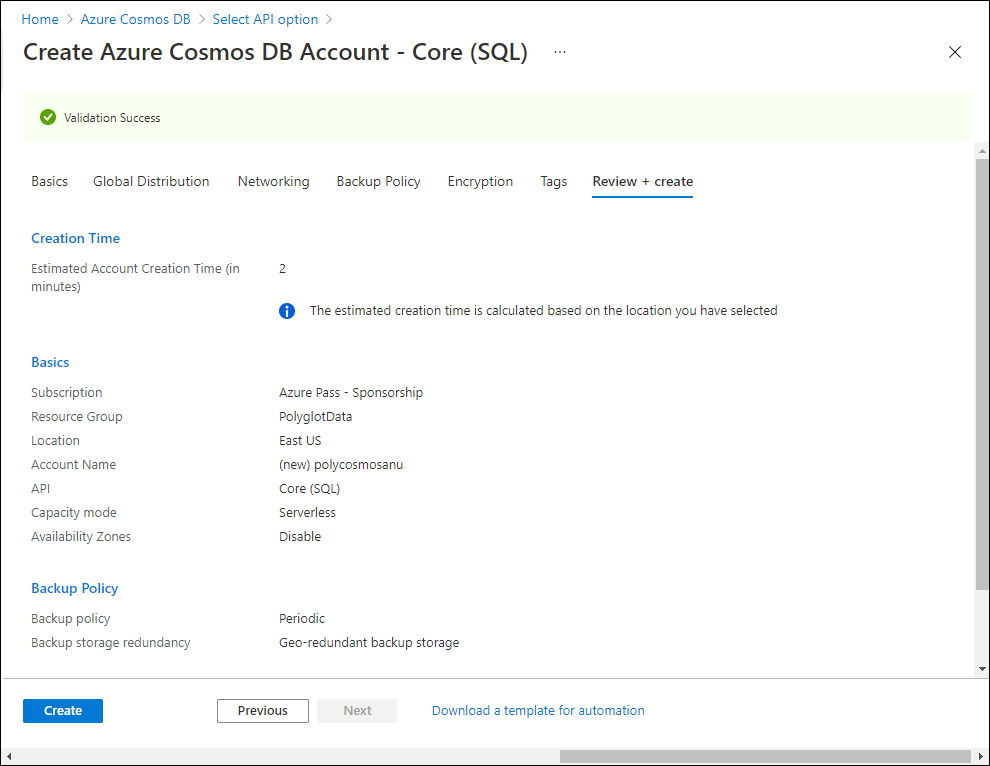 Home > Azure Cosmos DB > Select API option >
Create Azure Cosmos DB Account - Core (SQL) ...
Validation Success
Basics Global Distribution Networking Backup Policy Encryption Tags Review + create
Creation Time
Estimated Account Creation Time (in 2
minutes)
The estimated creation time is calculated based on the location you have selected
Basics
Subscription Azure Pass - Sponsorship
Resource Group PolyglotData
Location East US
Account Name (new) polycosmosanu
API Core (SQL)
Capacity mode Serverless
Availability Zones Disable
Backup Policy
Backup policy Periodic
Backup storage redundancy Geo-redundant backup storage
Create Previous Next Download a template for automation